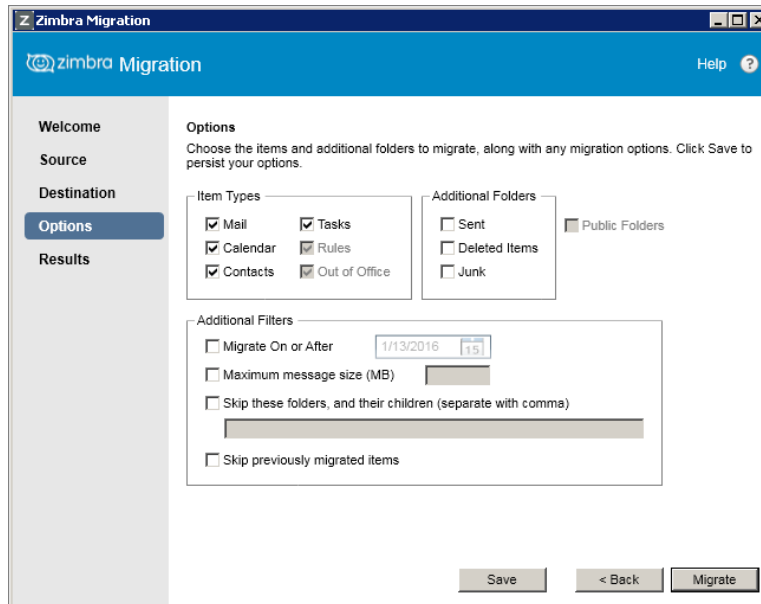 Z Zimbra Migration
zimbra Migration
Help ?
Welcome
Source
Destination
Options
Results
Options
Choose the items and additional folders to migrate, along with any migration options. Click Save to
persist your options.
Item Types
Mail
Tasks
Calendar
Rules
Contacts
Out of Office
Additional Folders
Sent
Deleted Items
Junk
Public Folders
Additional Filters
Migrate On or After
1/13/2016
15
Maximum message size (MB)
Skip these folders, and their children (separate with comma)
Skip previously migrated items
Save
< Back
Migrate